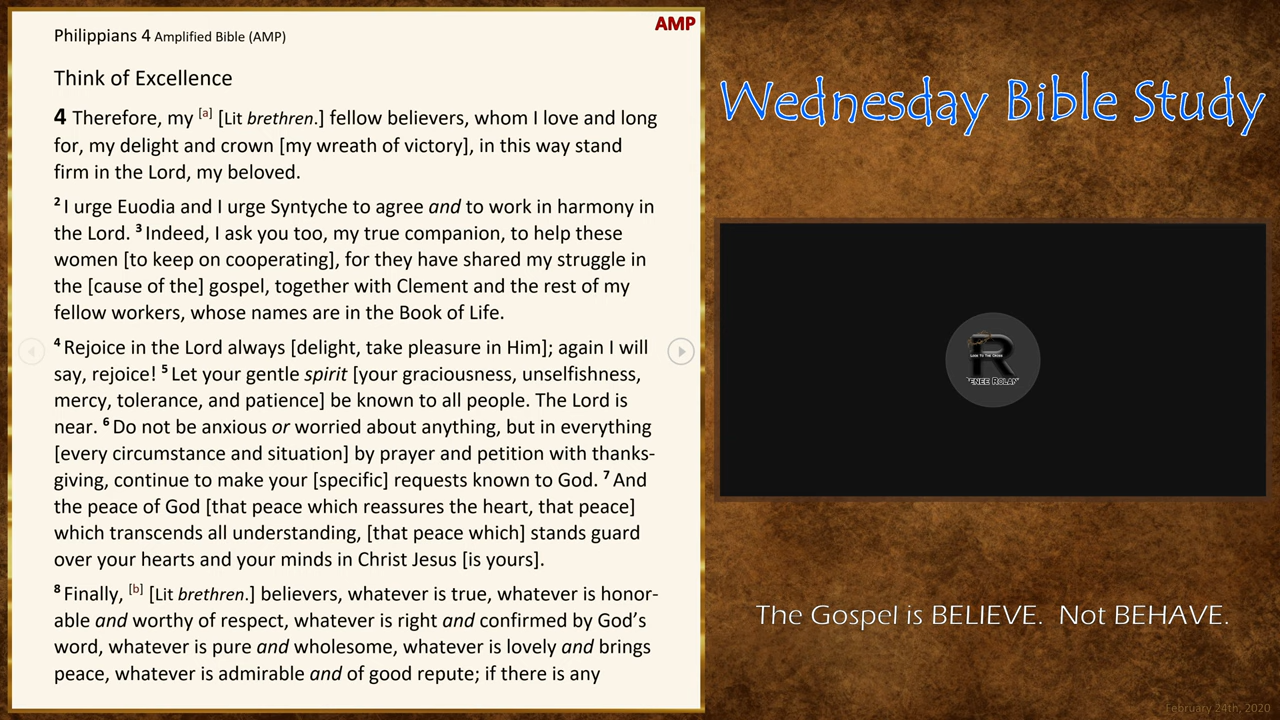 AMP
Philippians 4 Amplified Bible (AMP)
Think of Excellence
4 Therefore, my [a] [Lit brethren.] fellow believers, whom I love and long
for, my delight and crown [my wreath of victory], in this way stand
firm in the Lord, my beloved.
2 I urge Euodia and I urge Syntyche to agree and to work in harmony in
the Lord. 3 Indeed, I ask you too, my true companion, to help these
women [to keep on cooperating], for they have shared my struggle in
the [cause of the] gospel, together with Clement and the rest of my
fellow workers, whose names are in the Book of Life.
4 Rejoice in the Lord always [delight, take pleasure in Him]; again I will
say, rejoice! 5 Let your gentle spirit [your graciousness, unselfishness,
mercy, tolerance, and patience] be known to all people. The Lord is
near. 6 Do not be anxious or worried about anything, but in everything
[every circumstance and situation] by prayer and petition with thanks-
giving, continue to make your [specific] requests known to God. 7 And
the peace of God [that peace which reassures the heart, that peace]
which transcends all understanding, [that peace which] stands guard
over your hearts and your minds in Christ Jesus [is yours].
8 Finally, [b] [Lit brethren.] believers, whatever is true, whatever is honor-
able and worthy of respect, whatever is right and confirmed by God's
word, whatever is pure and wholesome, whatever is lovely and brings
peace, whatever is admirable and of good repute; if there is any
Wednesday Bible Study
R
LOOK TO THE CROSS
The Gospel is BELIEVE. Not BEHAVE.
February 24th, 2020